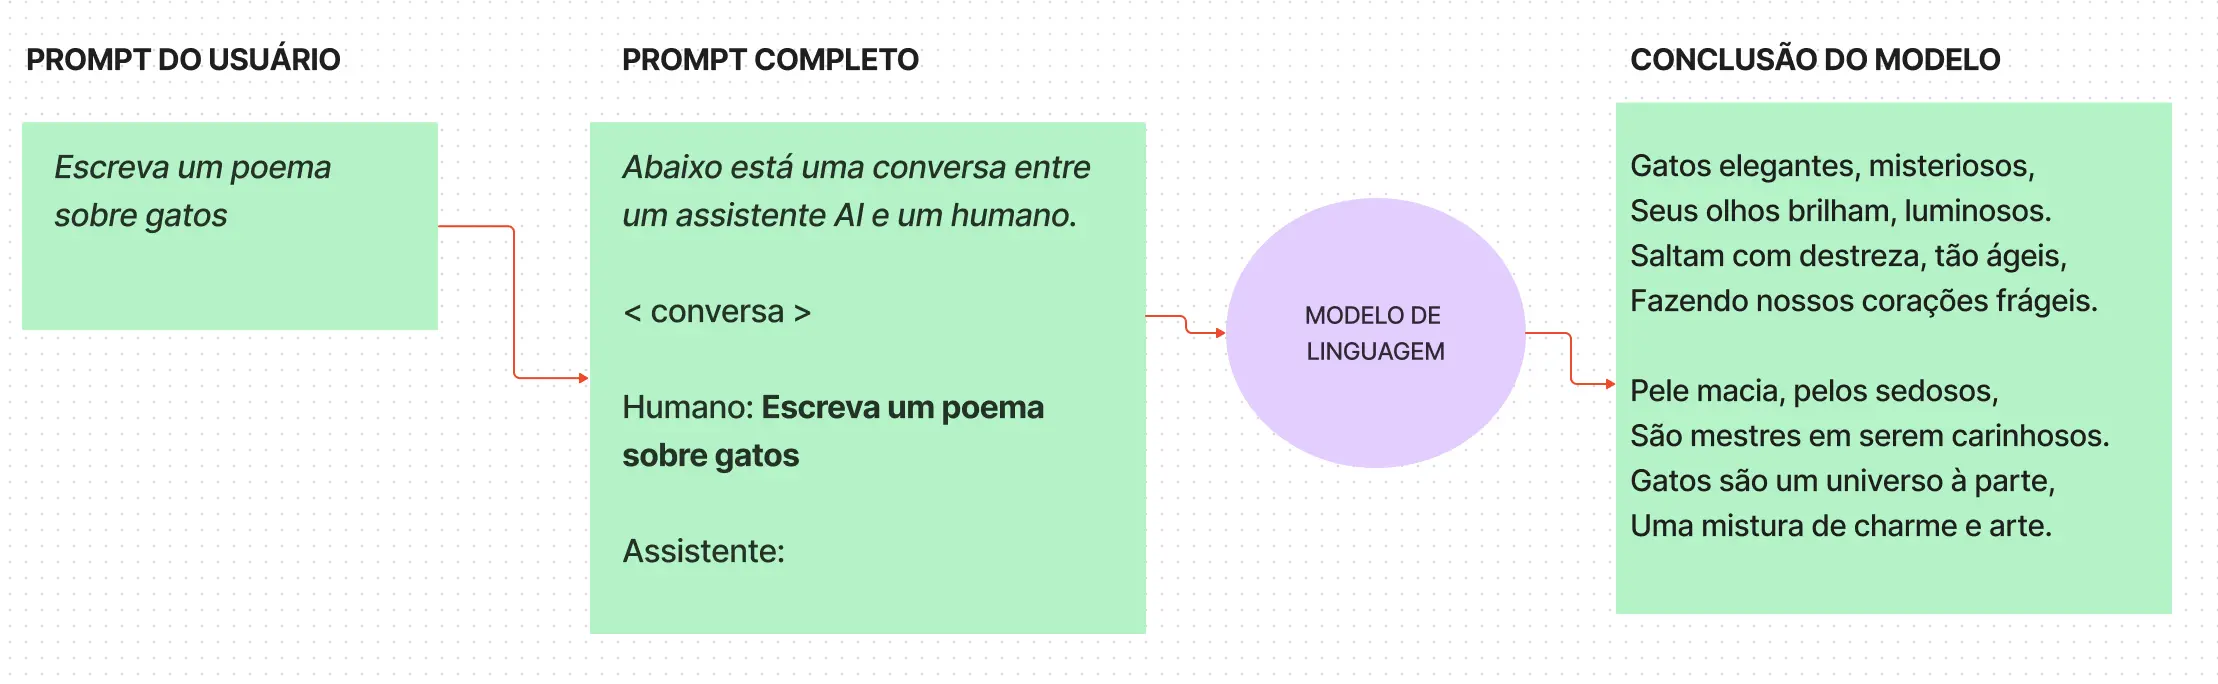 PROMPT DO USUÁRIO
Escreva um poema
sobre gatos
PROMPT COMPLETO
Abaixo está uma conversa entre
um assistente AI e um humano.
< conversa >
Humano: Escreva um poema
sobre gatos
Assistente:
MODELO DE
LINGUAGEM
CONCLUSÃO DO MODELO
Gatos elegantes, misteriosos,
Seus olhos brilham, luminosos.
Saltam com destreza, tão ágeis,
Fazendo nossos corações frágeis.
Pele macia, pelos sedosos,
São mestres em serem carinhosos.
Gatos são um universo à parte,
Uma mistura de charme e arte.